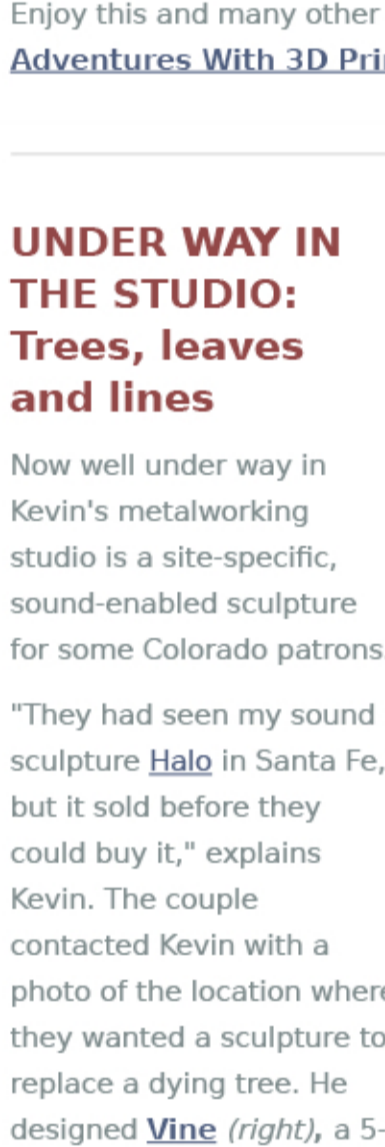 Enjoy this and many other
Adventures With 3D Pri
UNDER WAY IN
THE STUDIO:
Trees, leaves
and lines
Now well under way in
Kevin's metalworking
studio is a site-specific,
sound-enabled sculpture
for some Colorado patrons.
"They had seen my sound
sculpture Halo in Santa Fe,
but it sold before they
could buy it," explains
Kevin. The couple
contacted Kevin with a
photo of the location where
they wanted a sculpture to
replace a dying tree. He
designed Vine (right), a 5-